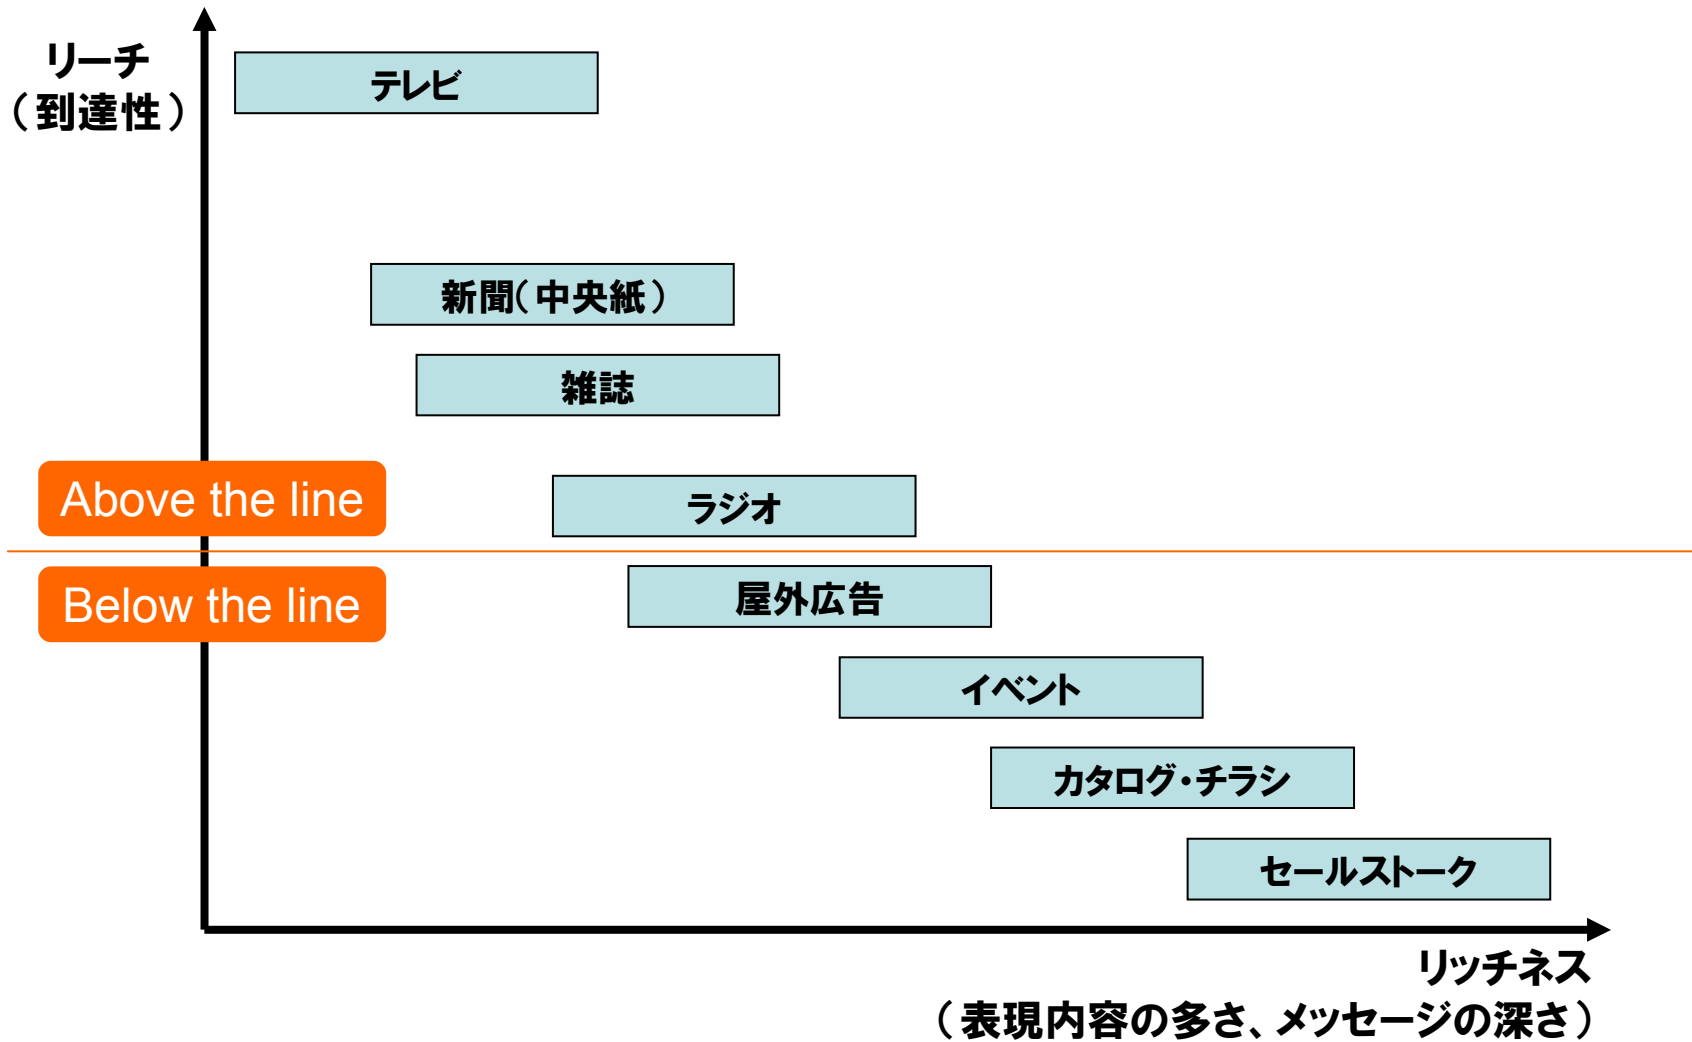 リーチ
（到達性）
テレビ
新聞（中央紙）
雑誌
Above the line
ラジオ
Below the line
屋外広告
イベント
カタログ・チラシ
セールストーク
リッチネス
（表現内容の多さ、メッセージの深さ）